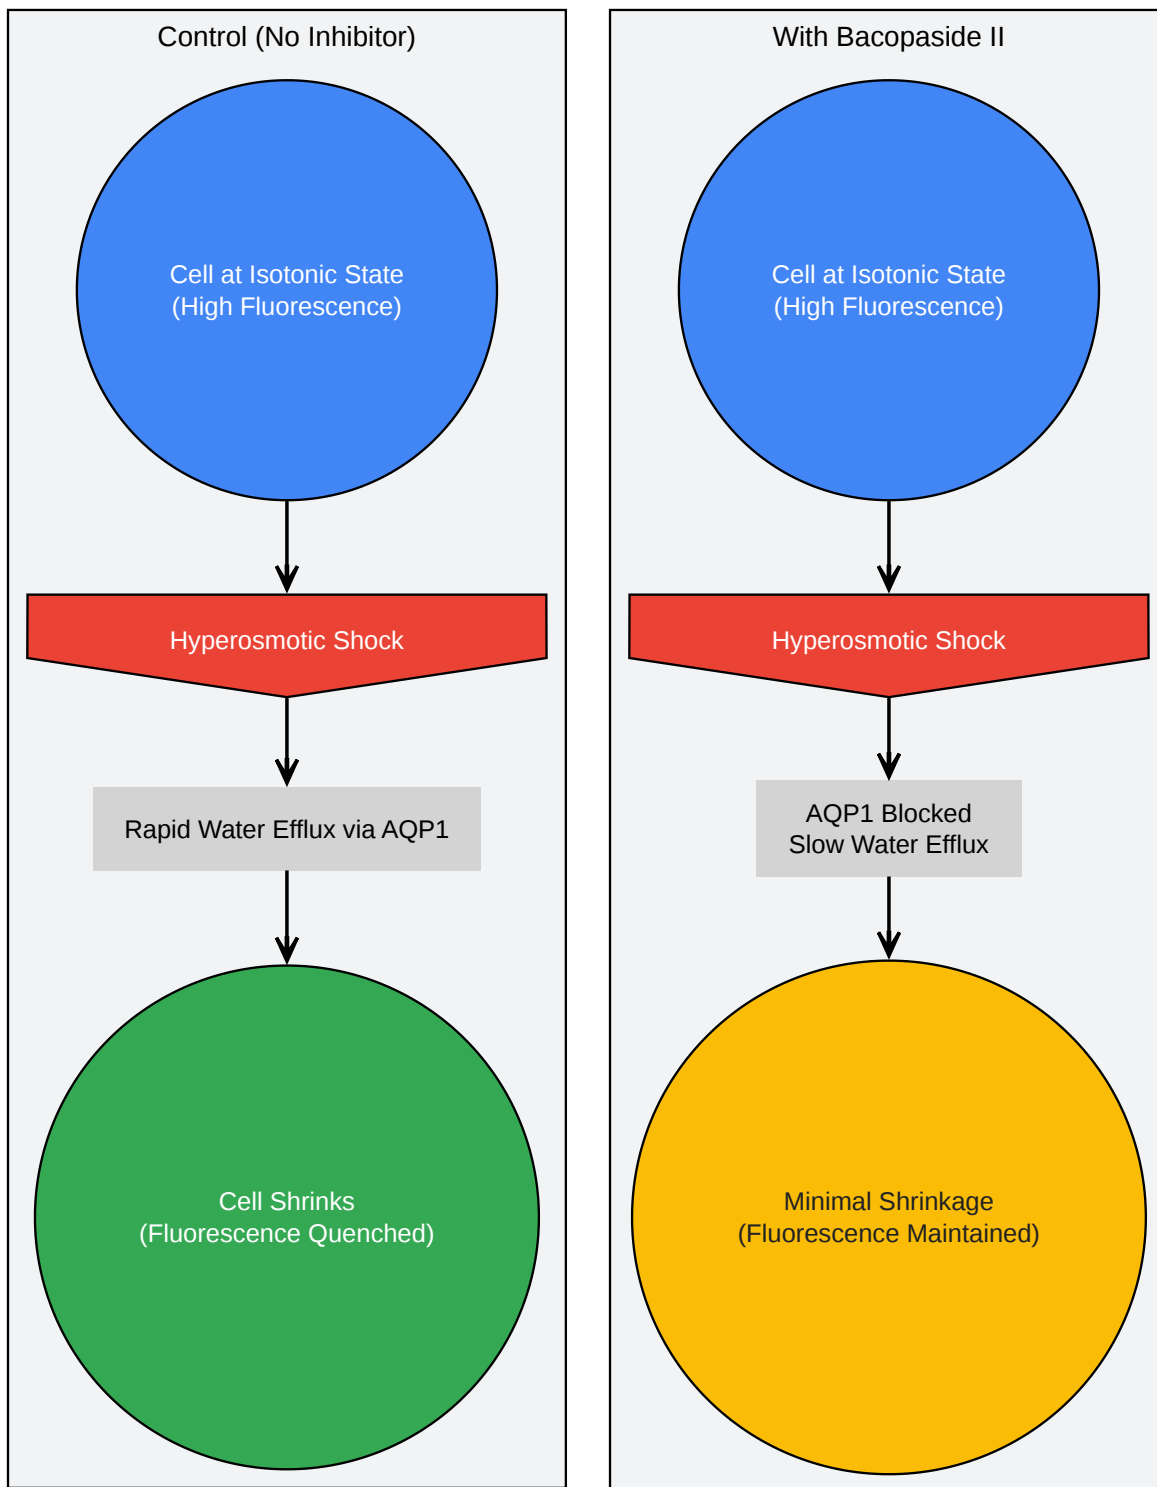 Control (No Inhibitor)
Cell at Isotonic State
(High Fluorescence)
Hyperosmotic Shock
Rapid Water Efflux via AQP1
Cell Shrinks
(Fluorescence Quenched)
With Bacopaside II
Cell at Isotonic State
(High Fluorescence)
Hyperosmotic Shock
AQP1 Blocked
Slow Water Efflux
Minimal Shrinkage
(Fluorescence Maintained)